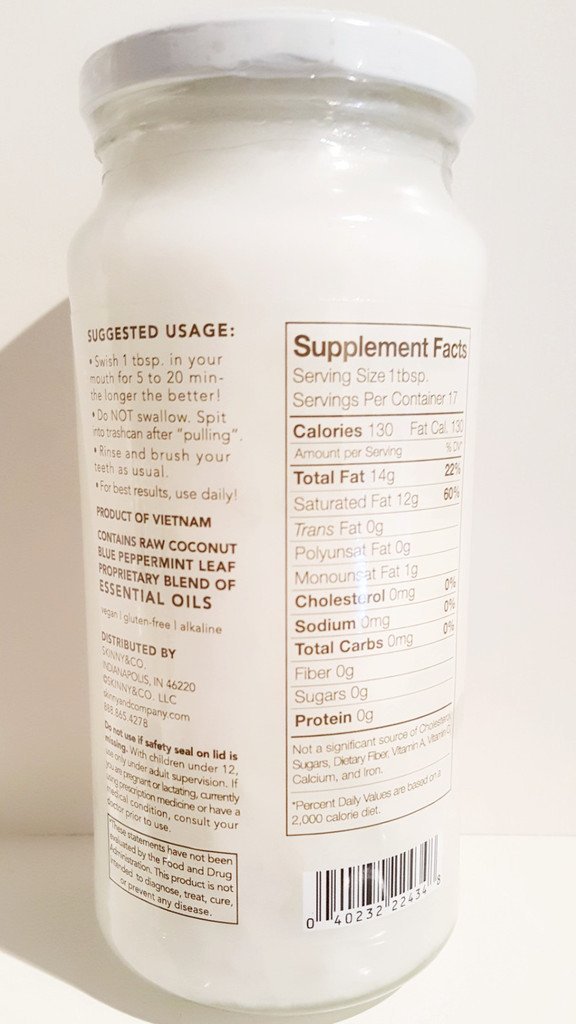 SUGGESTED USAGE:
• Swish 1 tbsp. in your
mouth for 5 to 20 min-
the longer the better!
• Do NOT swallow. Spit
into trashcan after "pulling".
• Rinse and brush your
teeth as usual.
• For best results, use daily!
PRODUCT OF VIETNAM
CONTAINS RAW COCONUT
BLUE PEPPERMINT LEAF
PROPRIETARY BLEND OF
ESSENTIAL OILS
vegan | gluten-free | alkaline
DISTRIBUTED BY
SKINNY&CO.
INDIANAPOLIS, IN 46220
©SKINNY&CO. LLC
skinnyandcompany.com
888.865.4278
Do not use if safety seal on lid is
missing. With children under 12,
use only under adult supervision. If
you are pregnant or lactating, currently
using prescription medicine or have a
medical condition, consult your
doctor prior to use.
These statements have not been
evaluated by the Food and Drug
Administration. This product is not
intended to diagnose, treat, cure,
or prevent any disease.
Supplement Facts
Serving Size 1 tbsp.
Servings Per Container 17
Calories 130 Fat Cal. 130
Amount per Serving % DV*
Total Fat 14g 22%
Saturated Fat 12g 60%
Trans Fat 0g
Polyunsat Fat 0g
Monounsat Fat 1g
Cholesterol 0mg 0%
Sodium 0mg 0%
Total Carbs 0mg 0%
Fiber 0g
Sugars 0g
Protein 0g
Not a significant source of Cholesterol,
Sugars, Dietary Fiber, Vitamin A, Vitamin C,
Calcium, and Iron.
*Percent Daily Values are based on a
2,000 calorie diet.
0 40232 22434 8